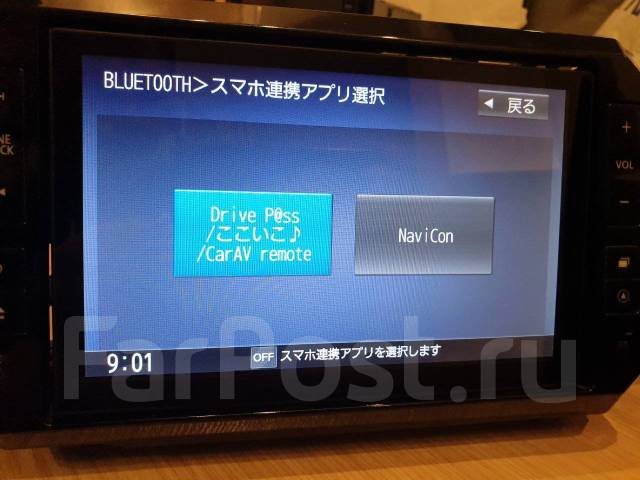 BLUETOOTH>スマホ連携アプリ選択
◀ 戻る
Drive P@ss
/ここいこ♪
/CarAV remote
NaviCon
VOL
9:01
OFF スマホ連携アプリを選択します
FarPost.ru